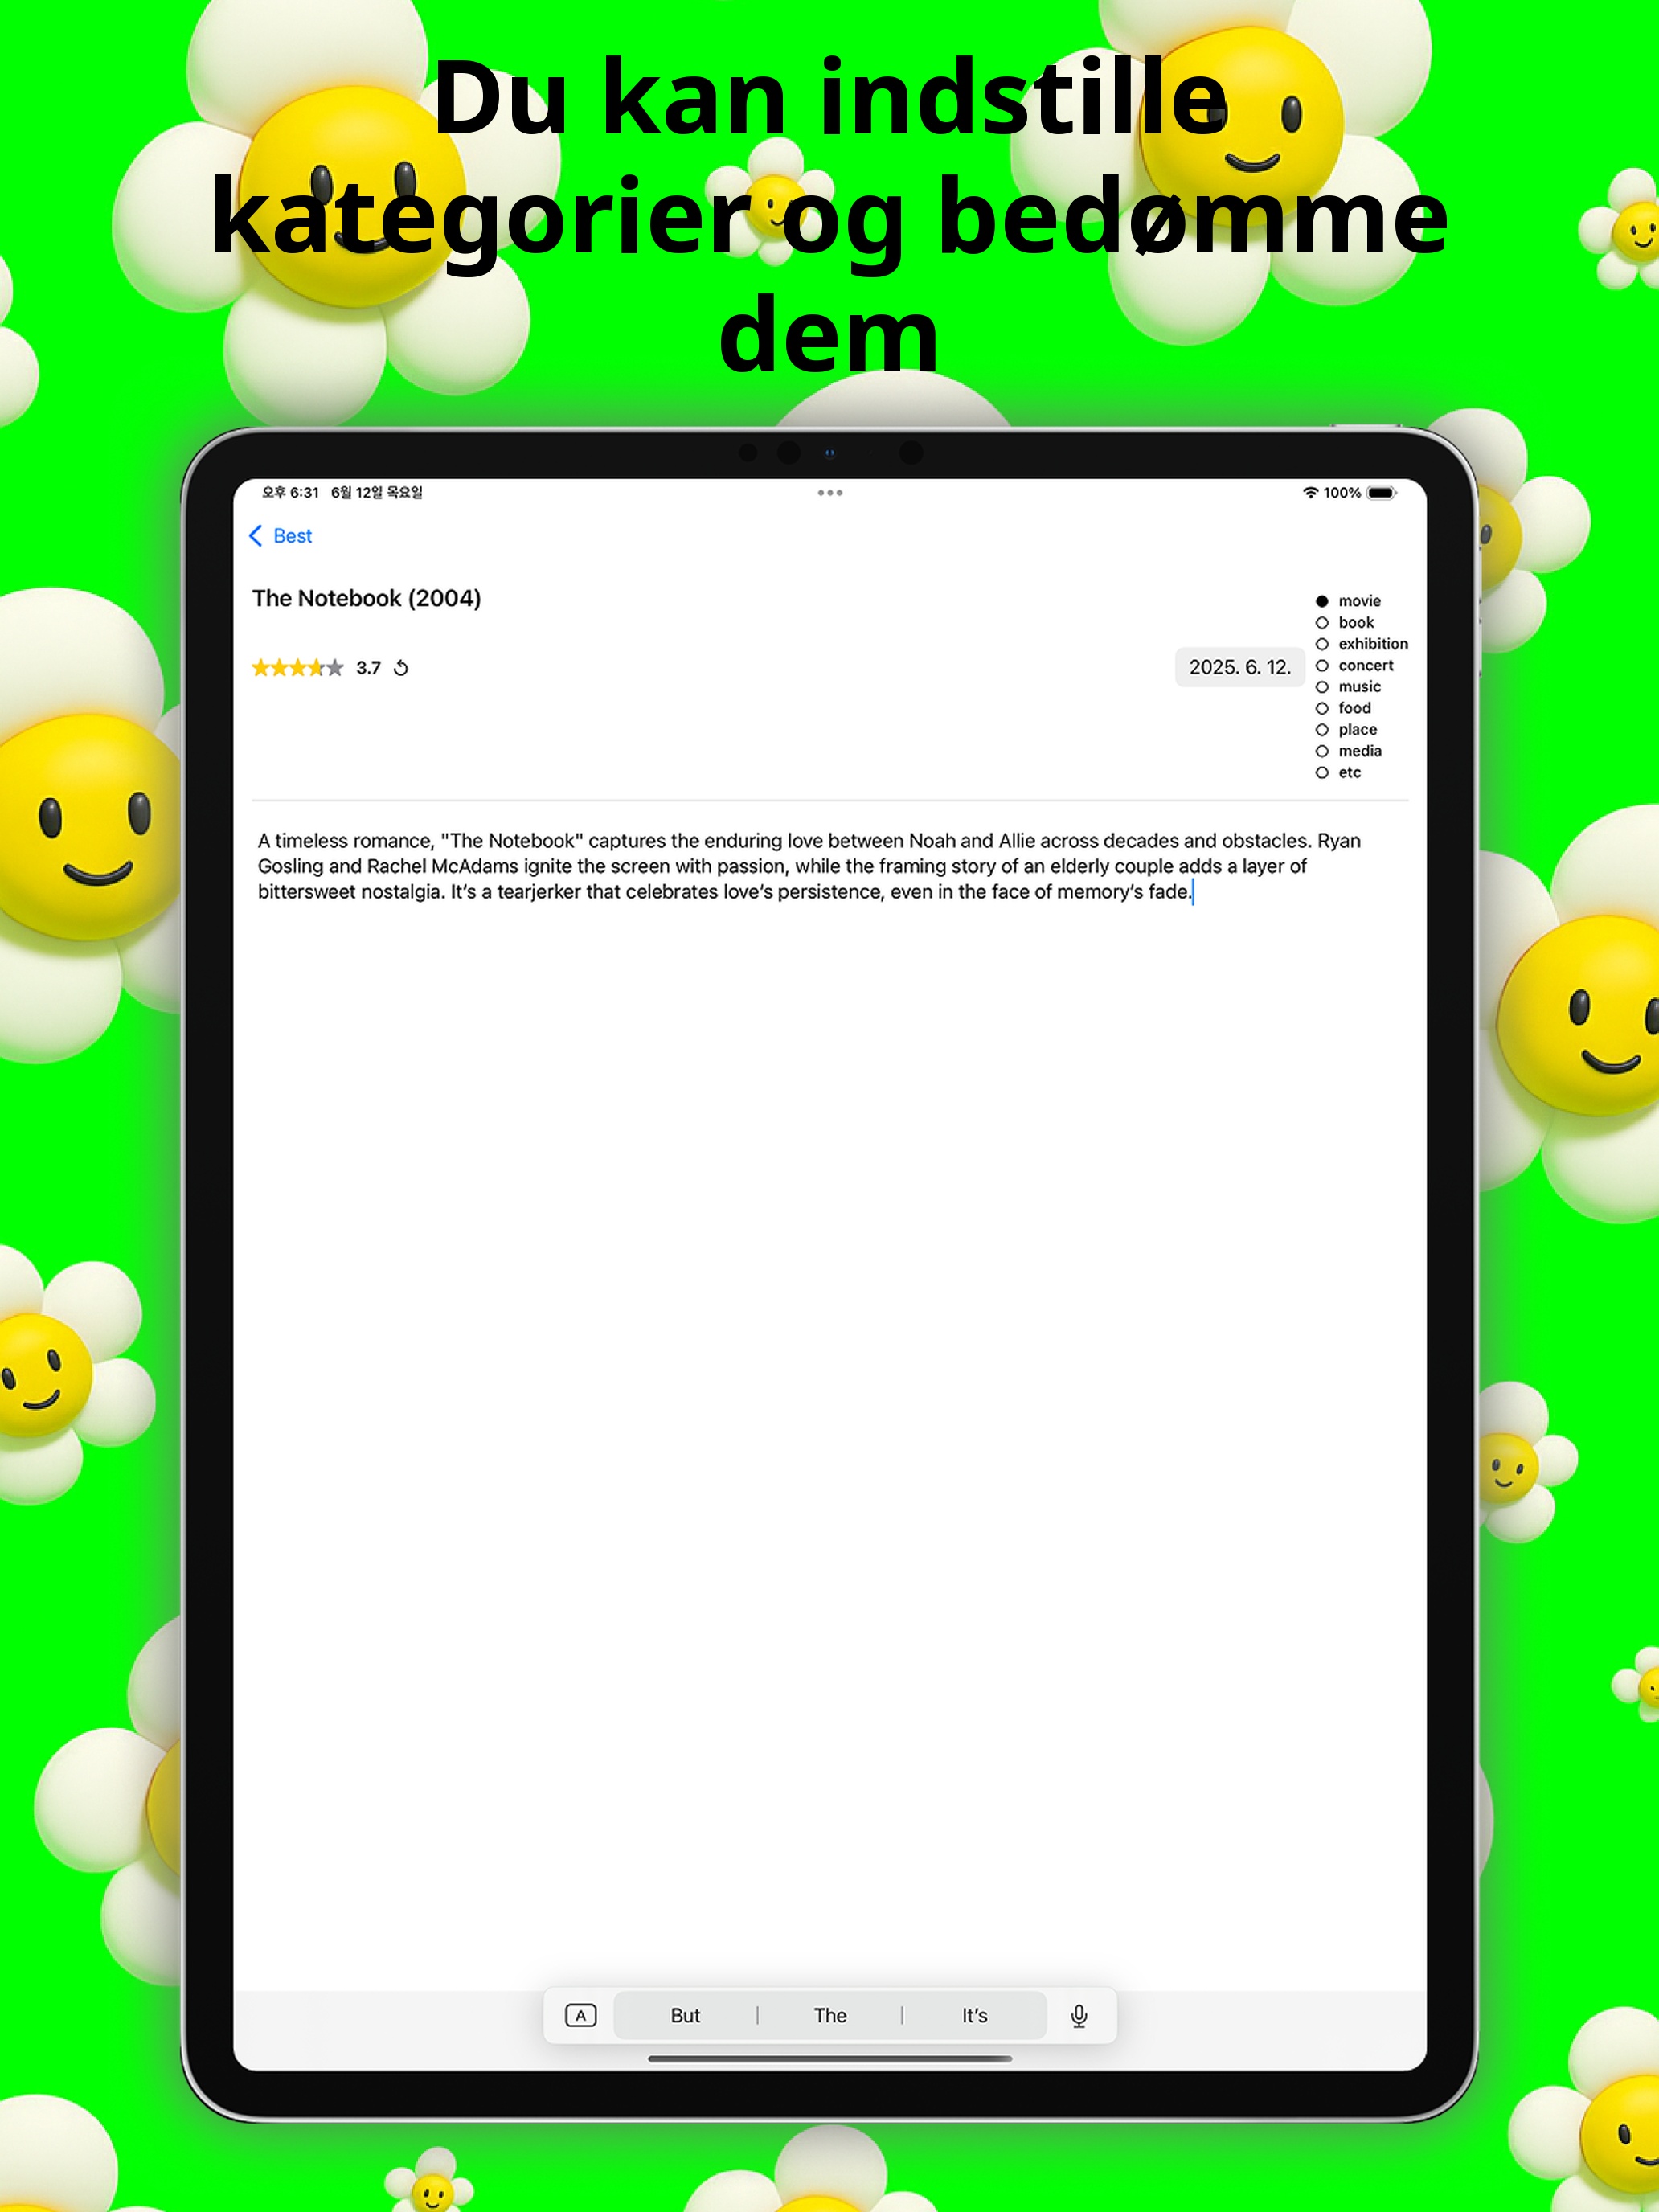 Du kan indstille
kategorier og bedømme
dem
오후 6:31 6월 12일 목요일
100%
Best
The Notebook (2004)
movie
book
exhibition
concert
music
food
place
media
etc
3.7
2025. 6. 12.
A timeless romance, "The Notebook" captures the enduring love between Noah and Allie across decades and obstacles. Ryan
Gosling and Rachel McAdams ignite the screen with passion, while the framing story of an elderly couple adds a layer of
bittersweet nostalgia. It’s a tearjerker that celebrates love’s persistence, even in the face of memory’s fade.
A But The It’s